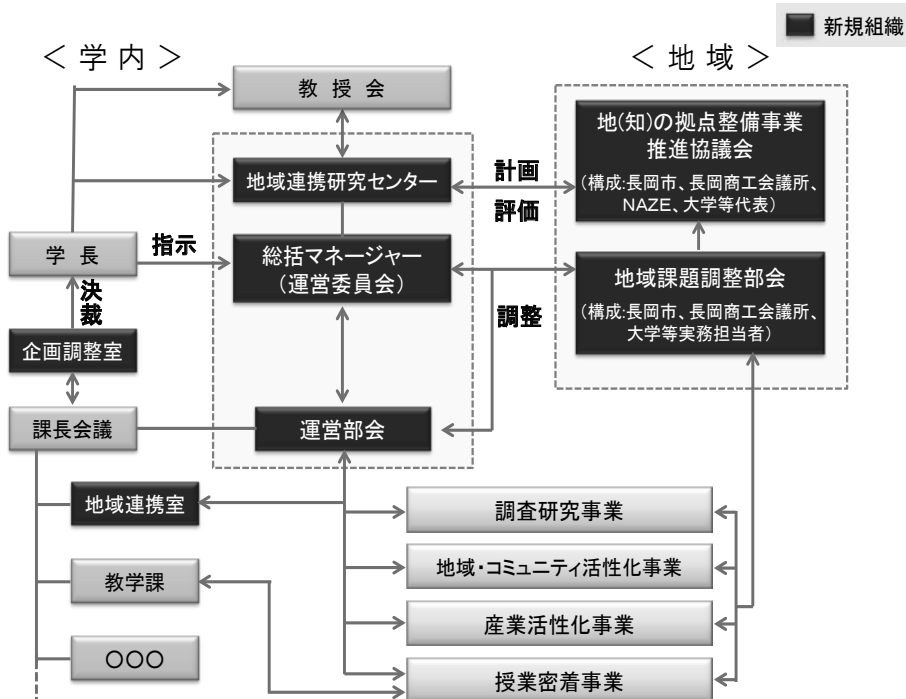 新規組織
＜ 学 内 ＞
＜ 地 域 ＞
教 授 会
地域連携研究センター
計画
評価
地(知)の拠点整備事業
推進協議会
(構成:長岡市、長岡商工会議所、
NAZE、大学等代表)
学 長
指示
総括マネージャー
(運営委員会)
調整
地域課題調整部会
(構成:長岡市、長岡商工会議所、
大学等実務担当者)
決
裁
企画調整室
課長会議
運営部会
地域連携室
調査研究事業
教学課
地域・コミュニティ活性化事業
産業活性化事業
○○○
授業密着事業